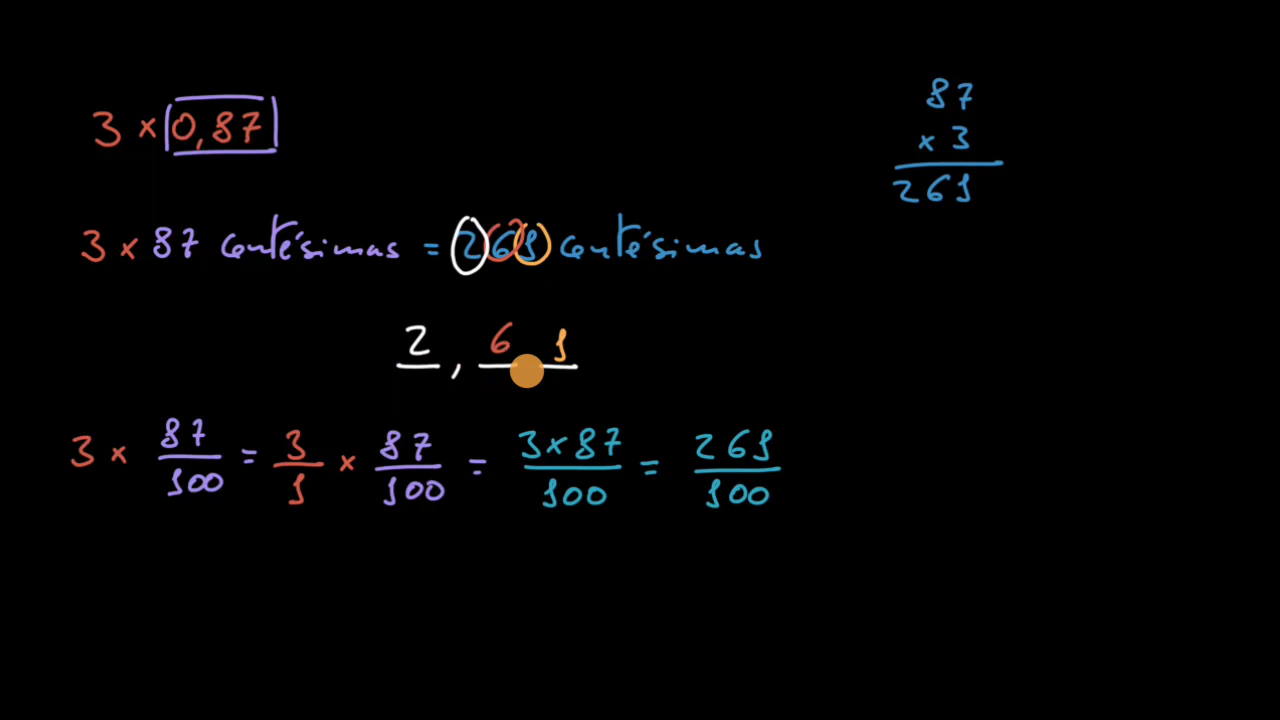 3 × 0,87
87
× 3
261
3 × 87 centésimas = 261 centésimas
2, 6 1
3 × 87/100 = 3/1 × 87/100 = 3×87/100 = 261/100